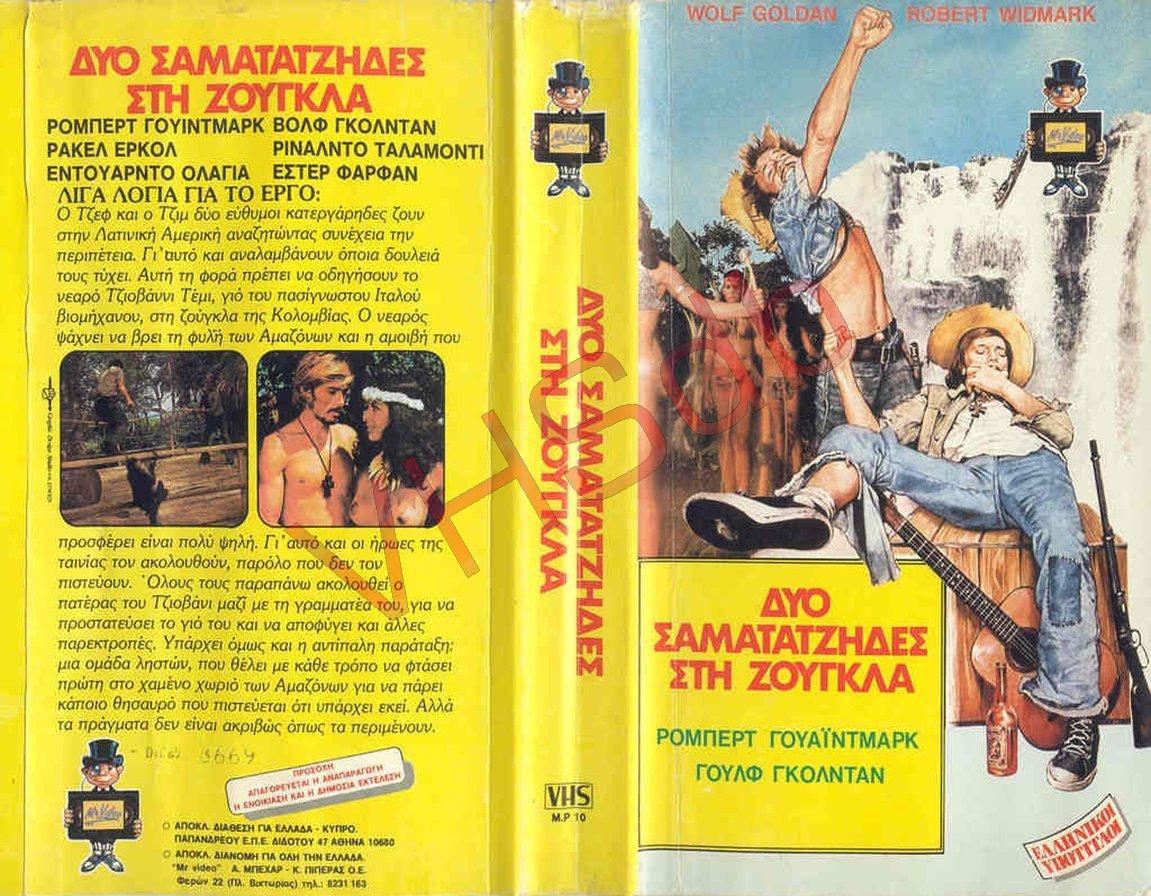 ΔΥΟ ΣΑΜΑΤΑΤΖΗΔΕΣ
ΣΤΗ ΖΟΥΓΚΛΑ
ΡΟΜΠΕΡΤ ΓΟΥΙΝΤΜΑΡΚ ΒΟΛΦ ΓΚΟΛΝΤΑΝ
ΡΑΚΕΛ ΕΡΚΟΛ ΡΙΝΑΛΝΤΟ ΤΑΛΑΜΟΝΤΙ
ΕΝΤΟΥΑΡΝΤΟ ΟΛΑΓΙΑ ΕΣΤΕΡ ΦΑΡΦΑΝ
ΛΙΓΑ ΛΟΓΙΑ ΓΙΑ ΤΟ ΕΡΓΟ:
Ο Τζεφ και ο Τζιμ δύο εύθυμοι κατεργάρηδες ζουν
στην Λατινική Αμερική αναζητώντας συνέχεια την
περιπέτεια. Γι'αυτό και αναλαμβάνουν όποια δουλειά
τους τύχει. Αυτή τη φορά πρέπει να οδηγήσουν το
νεαρό Τζιοβάννι Τέμι, γιό του πασίγνωστου Ιταλού
βιομήχανου, στη ζούγκλα της Κολομβίας. Ο νεαρός
ψάχνει να βρει τη φυλή των Αμαζόνων και η αμοιβή που
προσφέρει είναι πολύ ψηλή. Γι'αυτό και οι ήρωες της
ταινίας τον ακολουθούν, παρόλο που δεν τον
πιστεύουν. Όλους τους παραπάνω ακολουθεί ο
πατέρας του Τζιοβάνι μαζί με τη γραμματέα του, για να
προστατεύσει το γιό του και να αποφύγει και άλλες
παρεκτροπές. Υπάρχει όμως και η αντίπαλη παράταξη:
μια ομάδα ληστών, που θέλει με κάθε τρόπο να φτάσει
πρώτη στο χαμένο χωριό των Αμαζόνων για να πάρει
κάποιο θησαυρό που πιστεύεται ότι υπάρχει εκεί. Αλλά
τα πράγματα δεν είναι ακριβώς όπως τα περιμένουν.
3664
Mr Video
ΠΡΟΣΟΧΗ
ΑΠΑΓΟΡΕΥΕΤΑΙ Η ΑΝΑΠΑΡΑΓΩΓΗ
Η ΕΝΟΙΚΙΑΣΗ ΚΑΙ Η ΔΗΜΟΣΙΑ ΕΚΤΕΛΕΣΗ
ΑΠΟΚΛ. ΔΙΑΘΕΣΗ ΓΙΑ ΕΛΛΑΔΑ - ΚΥΠΡΟ.
ΠΑΠΑΝΔΡΕΟΥ Ε.Π.Ε. ΔΙΔΟΤΟΥ 47 ΑΘΗΝΑ 10680
ΑΠΟΚΛ. ΔΙΑΝΟΜΗ ΓΙΑ ΟΛΗ ΤΗΝ ΕΛΛΑΔΑ.
"Mr video" Α. ΜΠΕΧΑΡ - Κ. ΠΙΠΕΡΑΣ Ο.Ε.
Φερών 22 (Πλ. Βικτωρίας) τηλ.: 8231 163
Mr Video
ΔΥΟ ΣΑΜΑΤΑΤΖΗΔΕΣ
ΣΤΗ ΖΟΥΓΚΛΑ
VHS
M.P. 10
WOLF GOLDAN ROBERT WIDMARK
Mr Video
ΔΥΟ
ΣΑΜΑΤΑΤΖΗΔΕΣ
ΣΤΗ ΖΟΥΓΚΛΑ
ΡΟΜΠΕΡΤ ΓΟΥΑΪΝΤΜΑΡΚ
ΓΟΥΛΦ ΓΚΟΛΝΤΑΝ
ΕΛΛΗΝΙΚΟΙ
ΥΠΟΤΙΤΛΟΙ